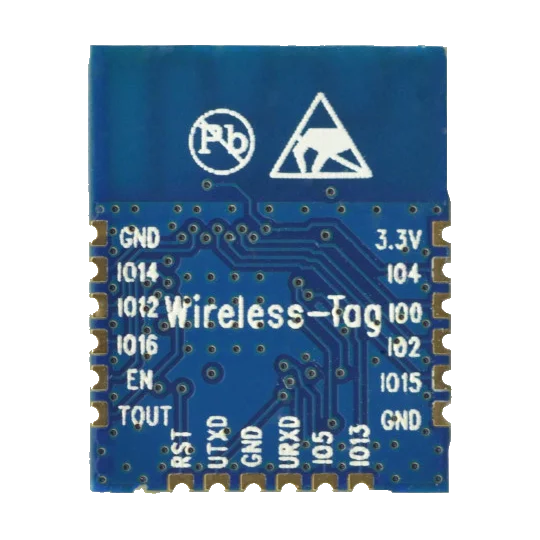 Pb
GND
3.3V
IO14
IO4
IO12
Wireless-Tag
IO0
IO16
IO2
EN
IO15
TOUT
GND
RST
UTXD
GND
URXD
IO5
IO13